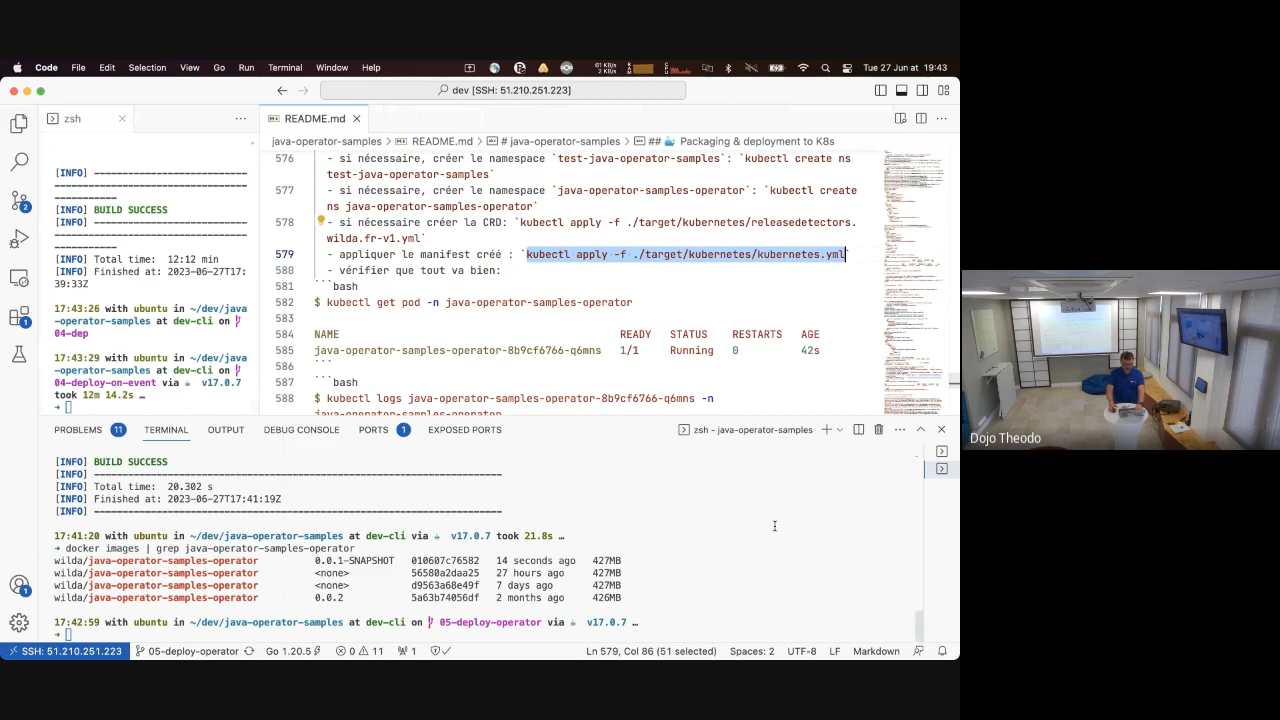 Code File Edit Selection View Go Run Terminal Window Help
61 KB/s
2 KB/s
Tue 27 Jun at 19:43
dev [SSH: 51.210.251.223]
zsh
README.md
java-operator-samples > README.md > # java-operator-samples > ## Packaging & deployment to K8s
[INFO] ----------
[INFO] BUILD SUCCESS
[INFO] ----------
[INFO] Total time: 12:12 min
[INFO] Finished at: 2023-06-27T17:
39:33Z
17:43:26 with ubuntu in ~/dev/java
-operator-samples at dev-cli on
04-dep
17:43:29 with ubuntu in ~/dev/java
-operator-samples at dev-cli on
04-deploy-on-event via v17.0.7
took 12m 14.2s …
➜
576 - si nécessaire, créer le namespace `test-java-operator-samples`: `kubectl create ns
test-java-operator-samples`
577 - si nécessaire, créer le namespace `java-operator-samples-operator`: `kubectl create
ns java-operator-samples-operator`
578 - si nécessaire, créer la CRD: `kubectl apply -f ./target/kubernetes/releasedetectors.
wilda.fr-v1.yml`
579 - appliquer le manifest créé : `kubectl apply -f ./target/kubernetes/kubernetes.yml`
580 - vérifier que tout va bien:
581 ```bash
582 $ kubectl get pod -n java-operator-samples-operator
583
584 NAME READY STATUS RESTARTS AGE
585 java-operator-samples-operator-8b9cf6766-q6mns 1/1 Running 0 42s
586 ```
587 ```bash
588 $ kubectl logs java-operator-samples-operator-8b9cf6766-q6mns -n
java-operator-samples-operator
PROBLEMS 11 TERMINAL OUTPUT DEBUG CONSOLE PORTS 1 EXPOSED PORTS
zsh - java-operator-samples
[INFO] BUILD SUCCESS
[INFO] ------------------------------------------------------------------------
[INFO] Total time:  20.302 s
[INFO] Finished at: 2023-06-27T17:41:19Z
[INFO] ------------------------------------------------------------------------
17:41:20 with ubuntu in ~/dev/java-operator-samples at dev-cli via v17.0.7 took 21.8s …
➜ docker images | grep java-operator-samples-operator
wilda/java-operator-samples-operator 0.0.1-SNAPSHOT 010607c76582 14 seconds ago 427MB
wilda/java-operator-samples-operator <none> 56580a2daa25 27 hours ago 427MB
wilda/java-operator-samples-operator <none> d9563a68e49f 7 days ago 427MB
wilda/java-operator-samples-operator 0.0.2 5a63b74056df 2 months ago 426MB
17:42:59 with ubuntu in ~/dev/java-operator-samples at dev-cli on 05-deploy-operator via v17.0.7 …
➜
SSH: 51.210.251.223 05-deploy-operator Go 1.20.5 0 11 1 Ln 579, Col 86 (51 selected) Spaces: 2 UTF-8 LF Markdown
Dojo Theodo